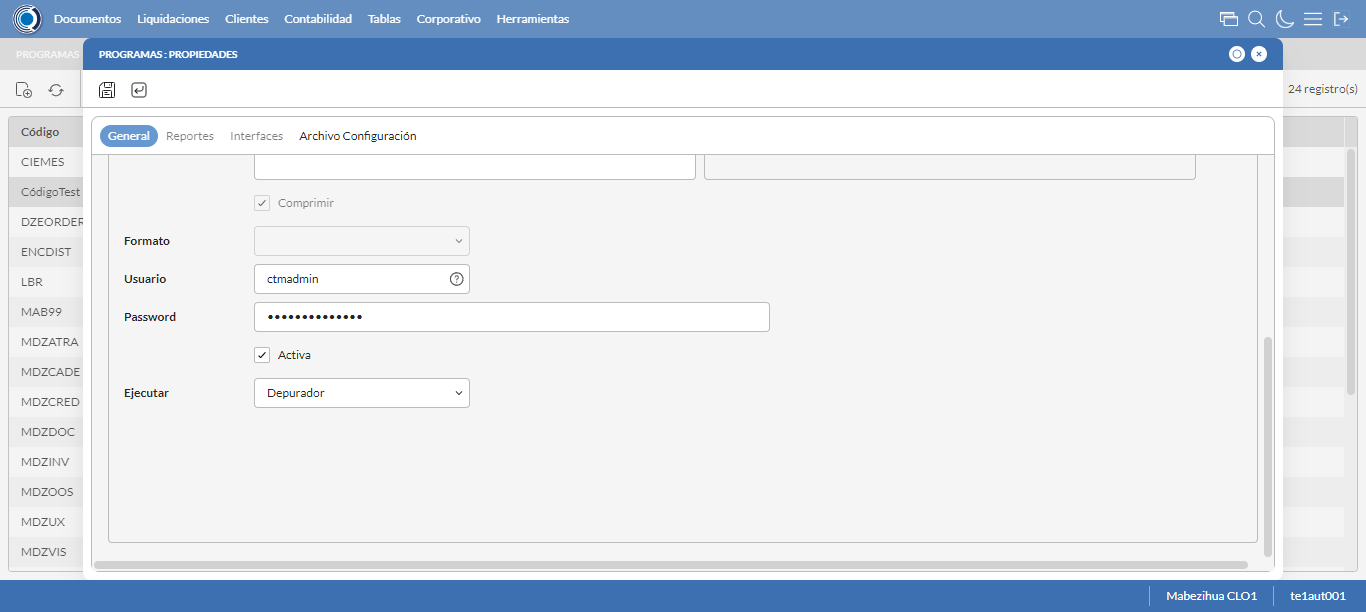 Documentos Liquidaciones Clientes Contabilidad Tablas Corporativo Herramientas
PROGRAMAS
PROGRAMAS : PROPIEDADES
24 registro(s)
General Reportes Interfaces Archivo Configuración
Código
CIEMES
CódigoTest
DZEORDER
ENCDIST
LBR
MAB99
MDZATRA
MDZCADE
MDZCRED
MDZDOC
MDZINV
MDZOOS
MDZUX
MDZVIS
Comprimir
Formato
Usuario ctmadmin
Password ••••••••••••••
Activa
Ejecutar Depurador
Mabezihua CLO1 te1aut001